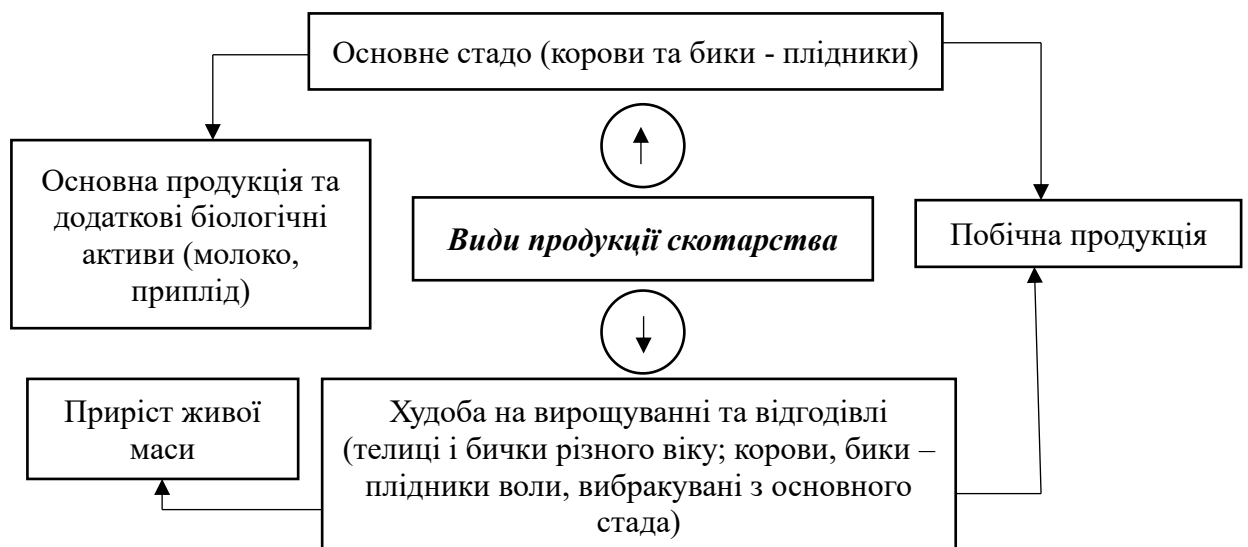 Основне стадо (корови та бики - плідники)
Основна продукція та
додаткові біологічні
активи (молоко,
приплід)
Види продукції скотарства
Побічна продукція
Приріст живої
маси
Худоба на вирощуванні та відгодівлі
(телиці і бички різного віку; корови, бики –
плідники воли, вибракувані з основного
стада)